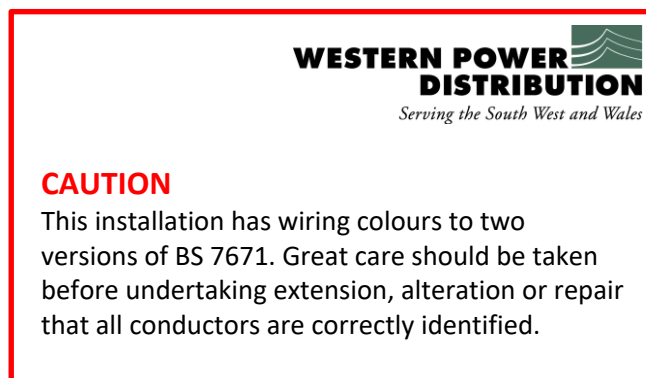 WESTERN POWER
DISTRIBUTION
Serving the South West and Wales
CAUTION
This installation has wiring colours to two
versions of BS 7671. Great care should be taken
before undertaking extension, alteration or repair
that all conductors are correctly identified.